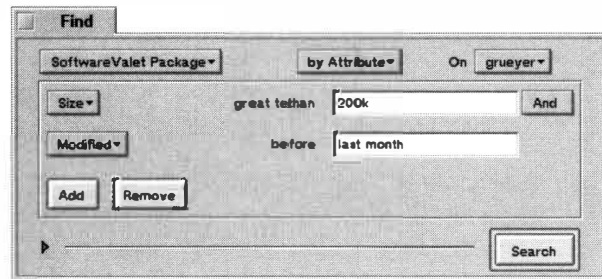 Find
SoftwareValet Package by Attribute On grueyer
Size great tethan 200k And
Modified before last month
Add Remove
Search